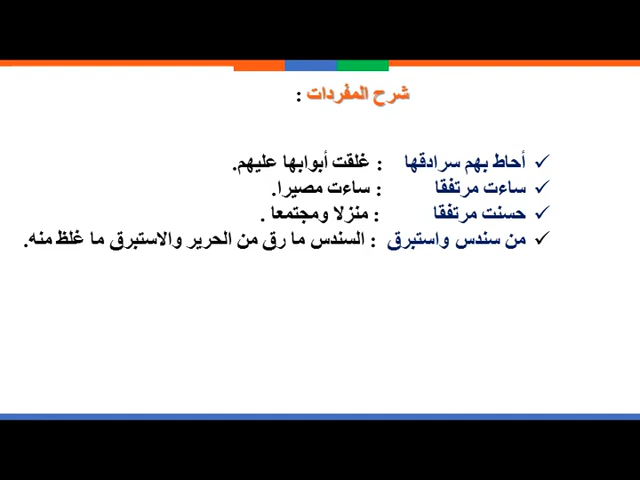 شرح المفردات :
أحاط بهم سرادقها : غلقت أبوابها عليهم.
ساءت مرتفقا : ساءت مصيرا.
حسنت مرتفقا : منزلا ومجتمعا .
من سندس واستبرق : السندس ما رق من الحرير والاستبرق ما غلظ منه.